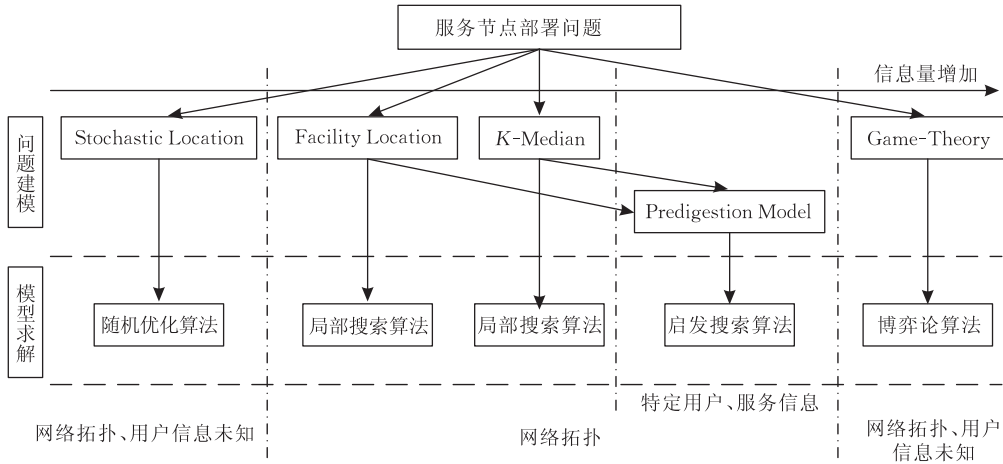 服务节点部署问题
信息量增加
问题建模
Stochastic Location
Facility Location
K-Median
Game-Theory
Predigestion Model
模型求解
随机优化算法
局部搜索算法
局部搜索算法
启发搜索算法
博弈论算法
特定用户、服务信息
网络拓扑、用户信息未知
网络拓扑
网络拓扑、用户
信息未知